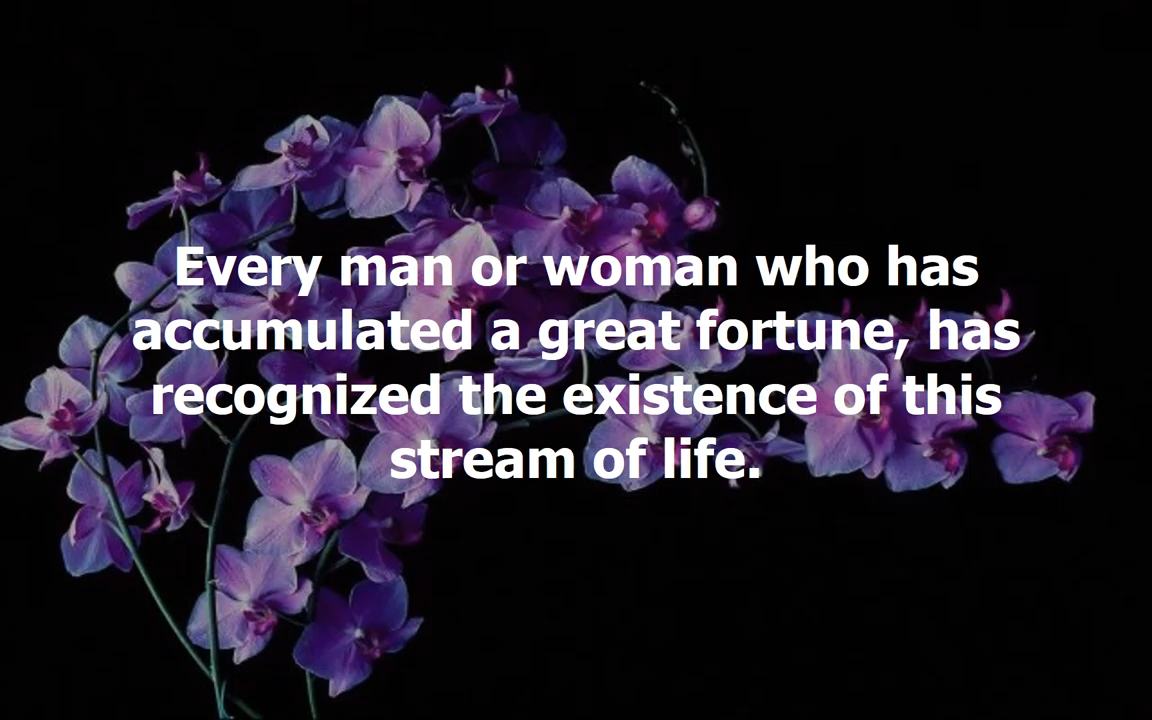 Every man or woman who has
accumulated a great fortune, has
recognized the existence of this
stream of life.